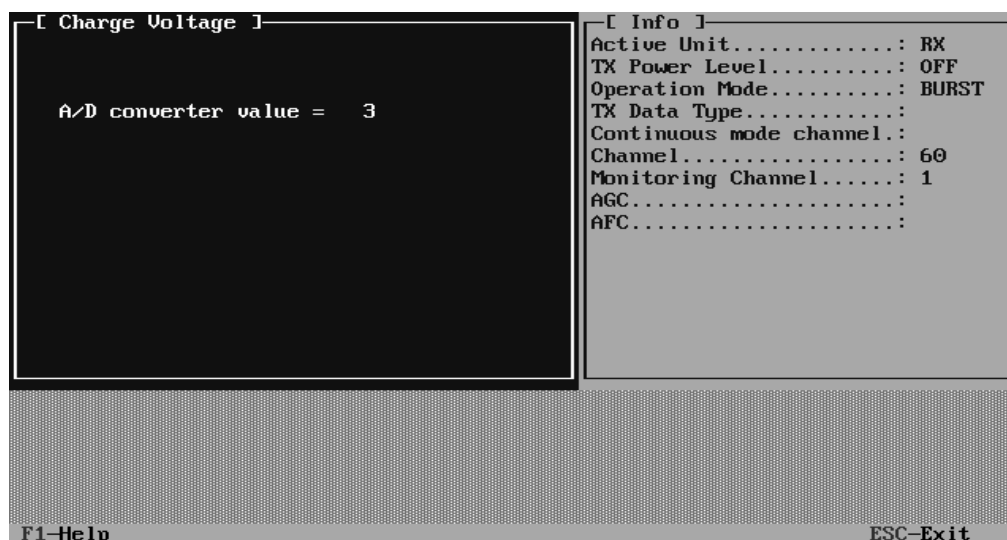 [ Charge Voltage ]
A/D converter value = 3
[ Info ]
Active Unit.............: RX
TX Power Level..........: OFF
Operation Mode..........: BURST
TX Data Type............:
Continuous mode channel.:
Channel.................: 60
Monitoring Channel......: 1
AGC.....................:
AFC.....................:
F1-Help
ESC-Exit